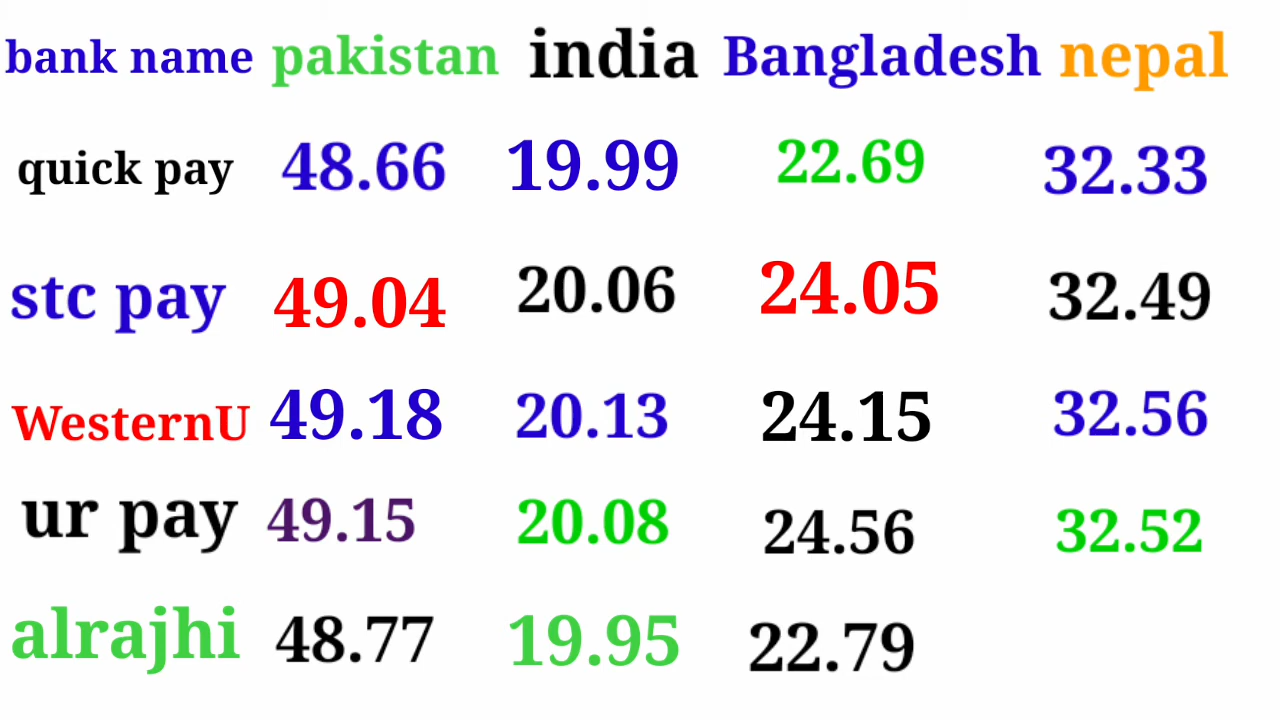 bank name pakistan india Bangladesh nepal
quick pay 48.66 19.99 22.69 32.33
stc pay 49.04 20.06 24.05 32.49
WesternU 49.18 20.13 24.15 32.56
ur pay 49.15 20.08 24.56 32.52
alrajhi 48.77 19.95 22.79